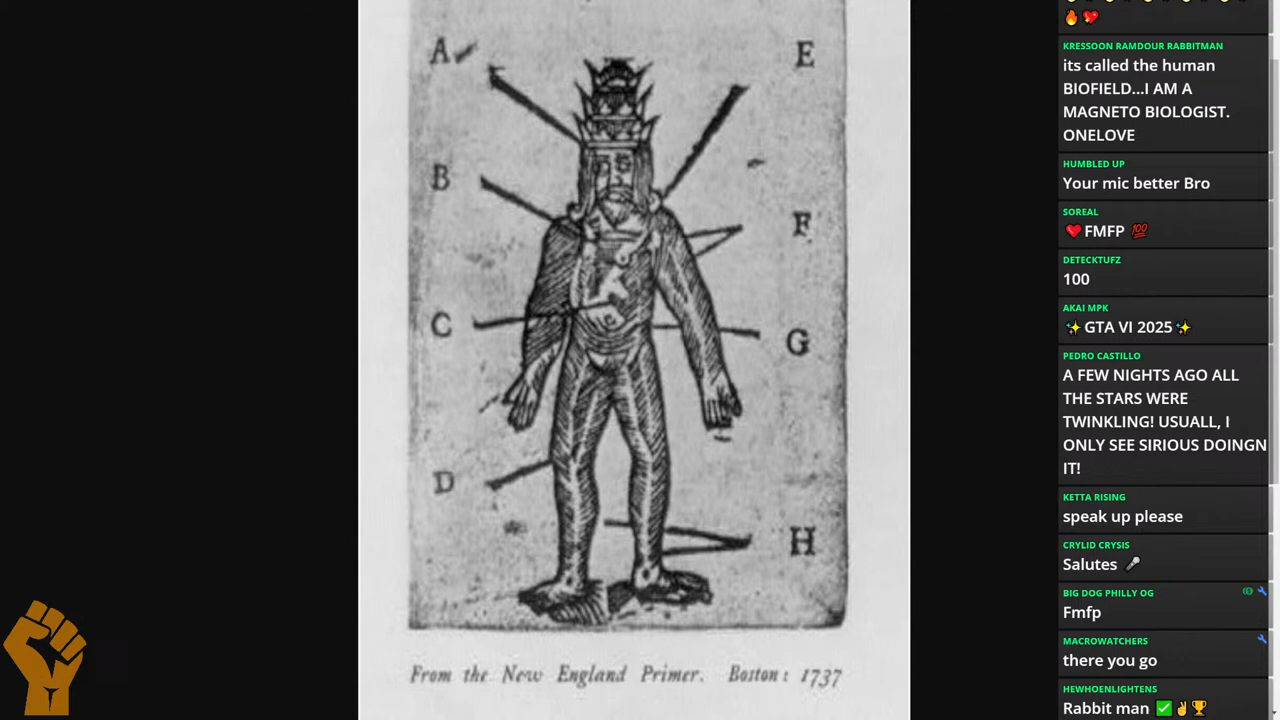 A
E
B
F
C
G
D
H
From the New England Primer. Boston: 1737
KRESSOON RAMDOUR RABBITMAN
its called the human
BIOFIELD...I AM A
MAGNETO BIOLOGIST.
ONELOVE
HUMBLED UP
Your mic better Bro
SOREAL
❤️FMFP 💯
DETECKTUFZ
100
AKAI MPK
✨GTA VI 2025✨
PEDRO CASTILLO
A FEW NIGHTS AGO ALL
THE STARS WERE
TWINKLING! USUALL, I
ONLY SEE SIRIOUS DOINGN
IT!
KETTA RISING
speak up please
CRYLID CRYSIS
Salutes 🎤
BIG DOG PHILLY OG
Fmfp
MACROWATCHERS
there you go
HEWHOENLIGHTENS
Rabbit man ✅✌🏆